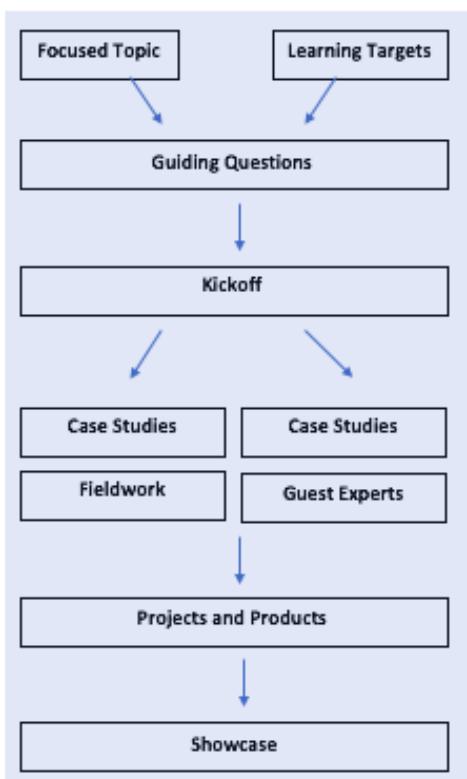 Focused Topic
Learning Targets
Guiding Questions
Kickoff
Case Studies
Case Studies
Fieldwork
Guest Experts
Projects and Products
Showcase